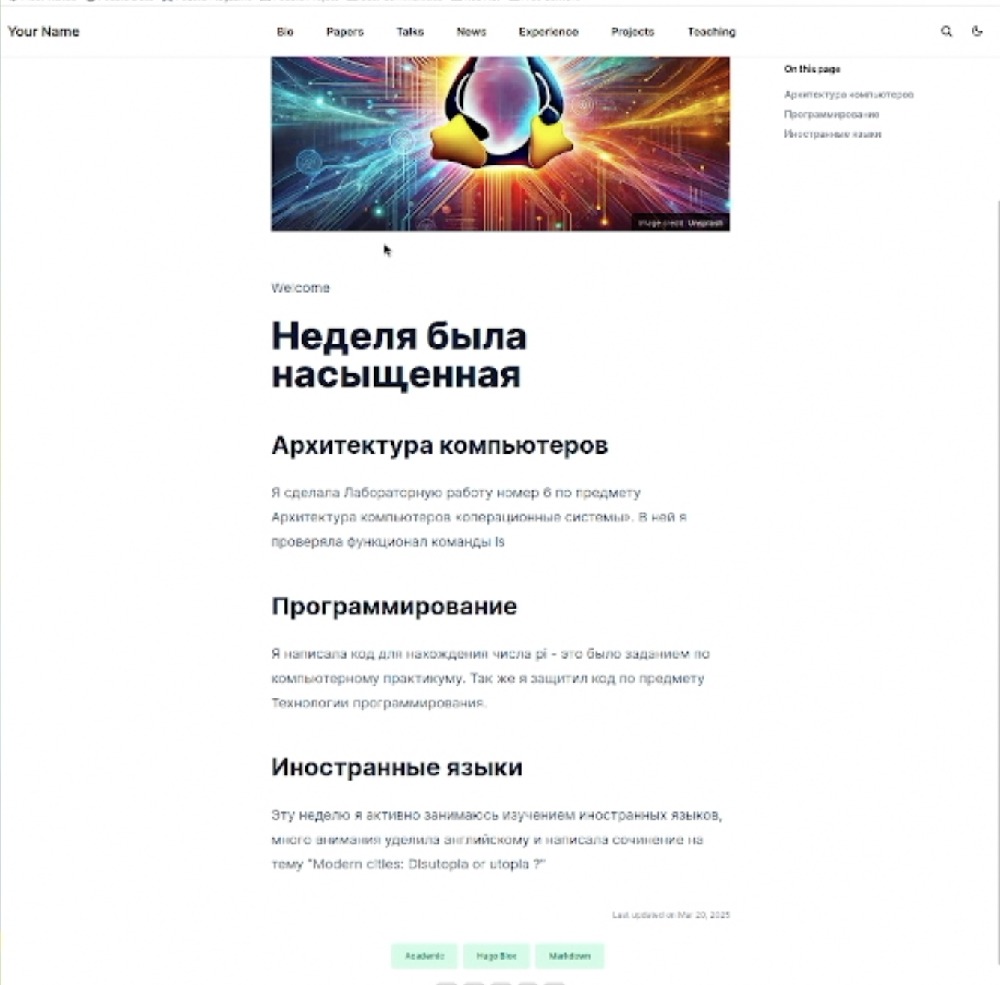 Your Name
Bio Papers Talks News Experience Projects Teaching
On this page
Архитектура компьютеров
Программирование
Иностранные языки
Image credit: Unsplash
Welcome
Неделя была
насыщенная
Архитектура компьютеров
Я сделала Лабораторную работу номер 6 по предмету
Архитектура компьютеров «операционные системы». В ней я
проверяла функционал команды ls
Программирование
Я написала код для нахождения числа pi - это было заданием по
компьютерному практикуму. Так же я защитил код по предмету
Технологии программирования.
Иностранные языки
Эту неделю я активно занимаюсь изучением иностранных языков,
много внимания уделила английскому и написала сочинение на
тему "Modern cities: Disutopia or utopia ?"
Last updated on Mar 20, 2025
Academic Hugo Blox Markdown